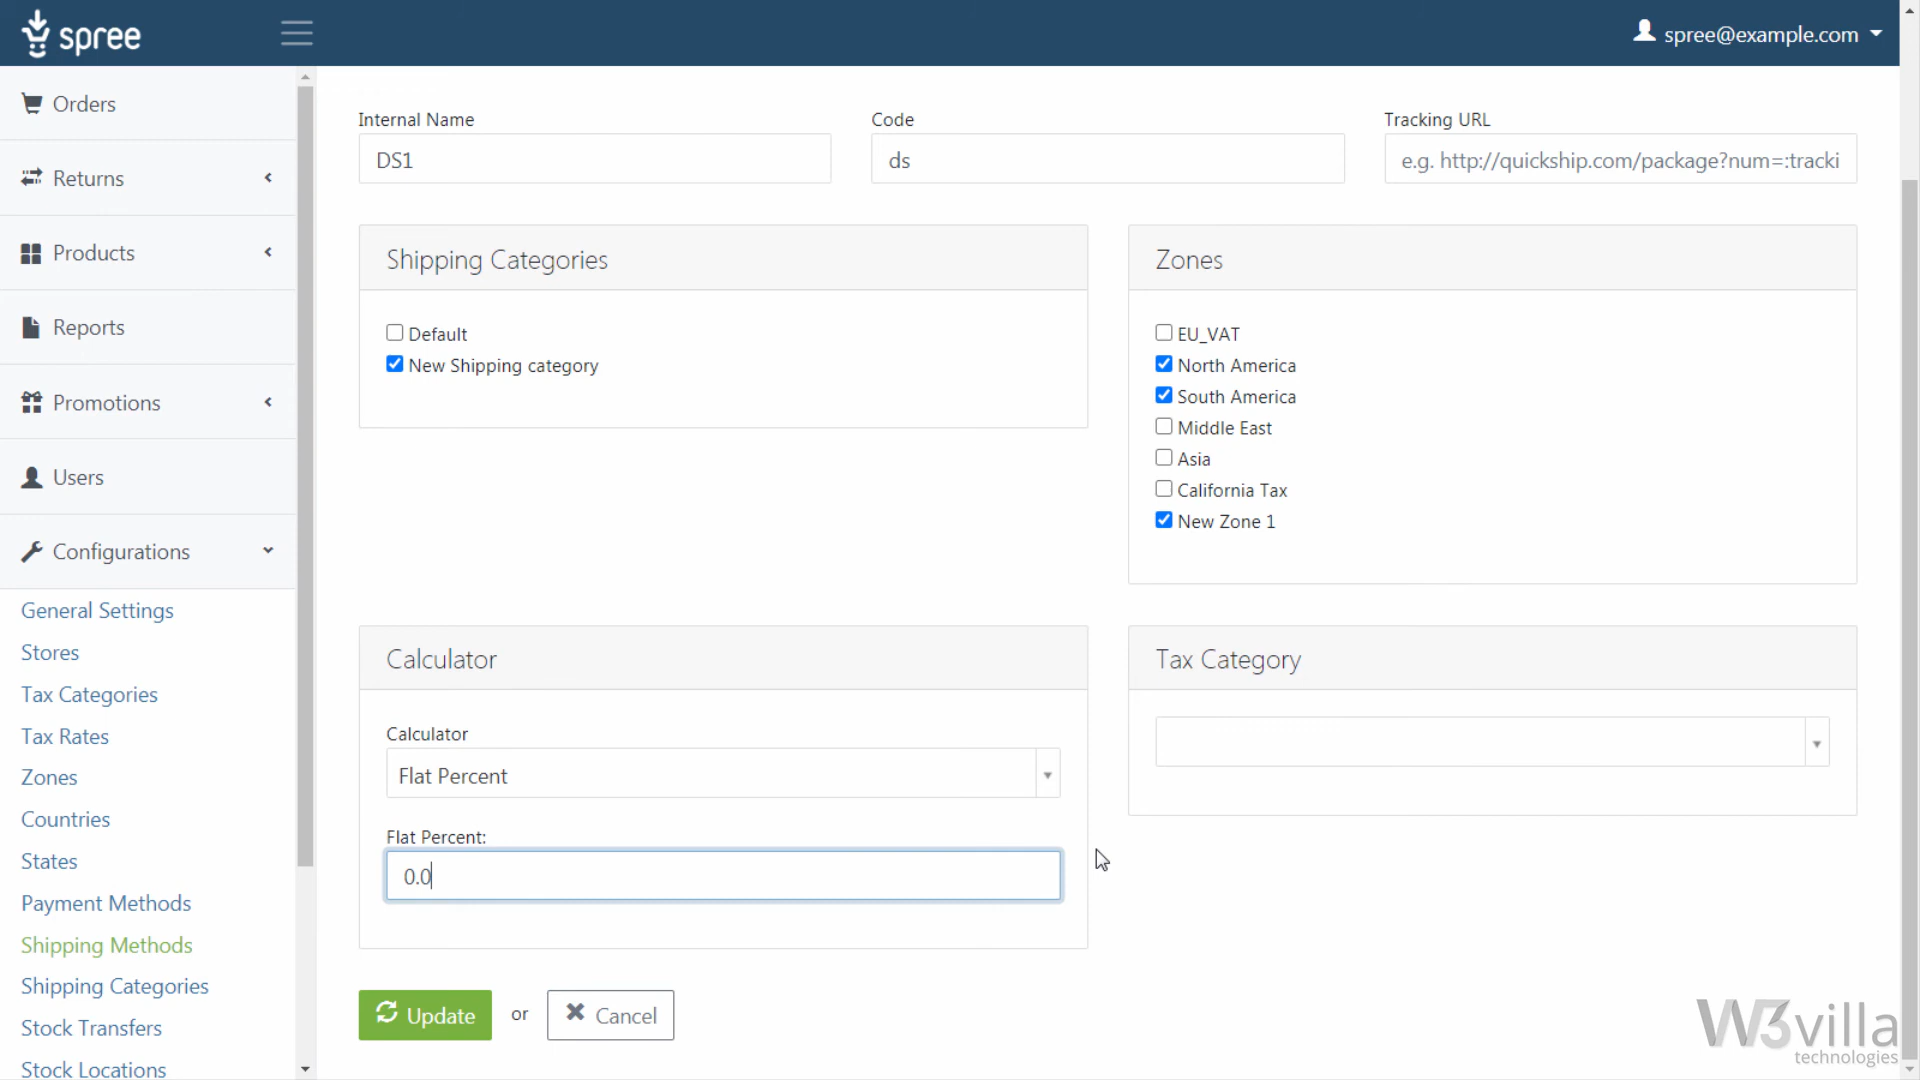 spree
spree@example.com
Orders
Returns
Products
Reports
Promotions
Users
Configurations
General Settings
Stores
Tax Categories
Tax Rates
Zones
Countries
States
Payment Methods
Shipping Methods
Shipping Categories
Stock Transfers
Stock Locations
Internal Name
DS1
Code
ds
Tracking URL
e.g. http://quickship.com/package?num=:tracki
Shipping Categories
Default
New Shipping category
Zones
EU_VAT
North America
South America
Middle East
Asia
California Tax
New Zone 1
Calculator
Calculator
Flat Percent
Flat Percent:
0.0
Tax Category
Update
or
Cancel
W3villa
technologies